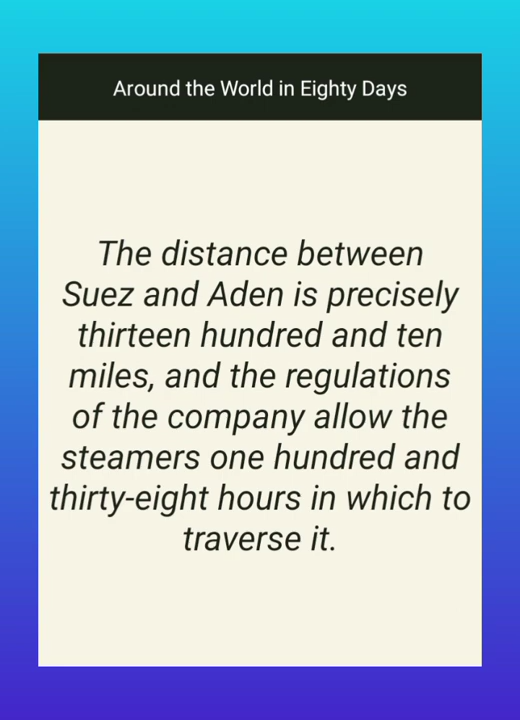 Around the World in Eighty Days
The distance between
Suez and Aden is precisely
thirteen hundred and ten
miles, and the regulations
of the company allow the
steamers one hundred and
thirty-eight hours in which to
traverse it.